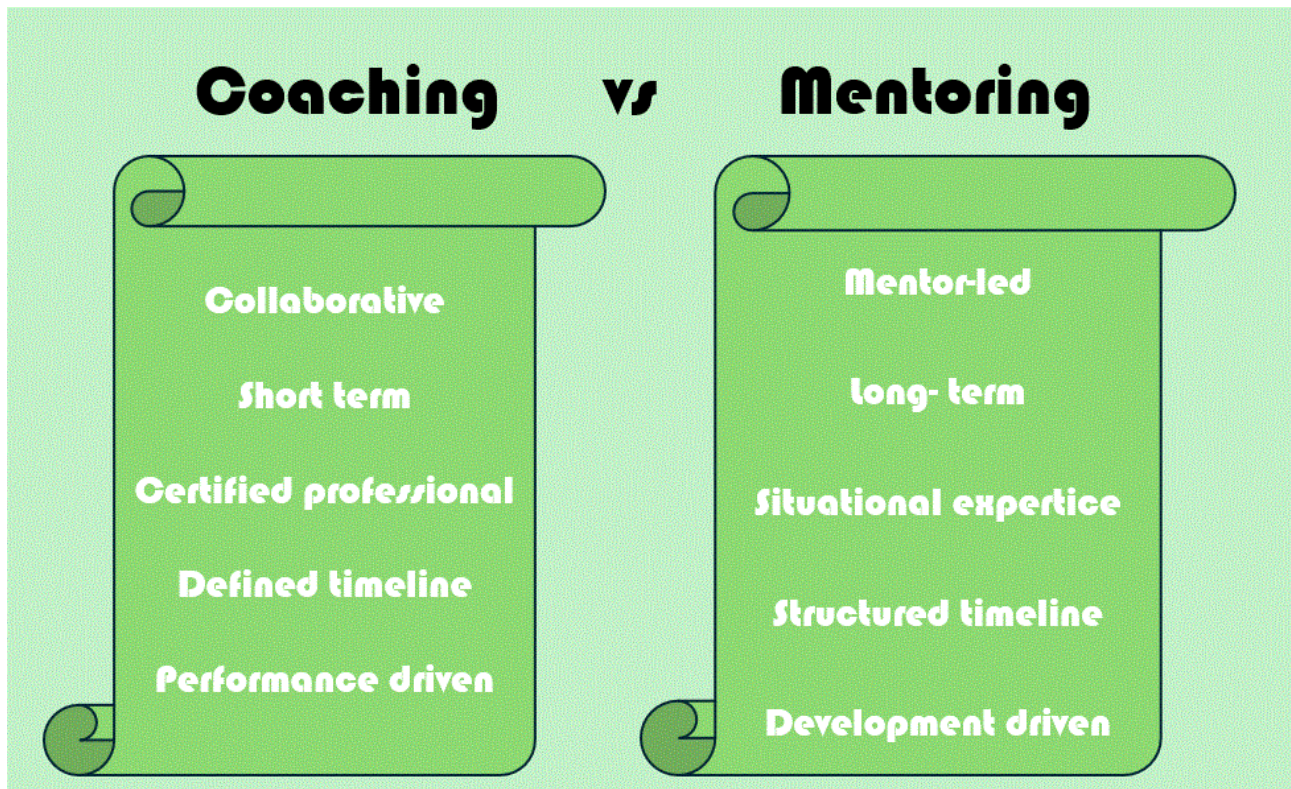 Coaching vs Mentoring
Collaborative
Short term
Certified professional
Defined timeline
Performance driven
Mentor-led
Long- term
Situational expertice
Structured timeline
Development driven